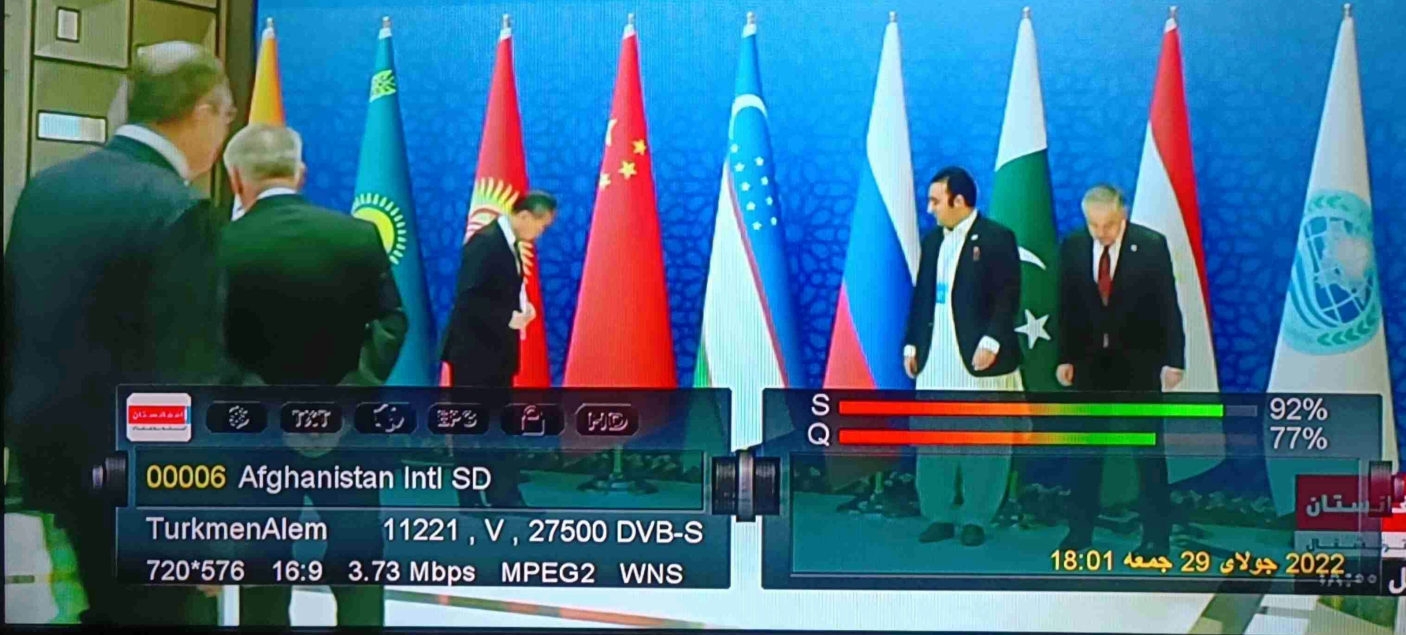 افغانستان
TXT
EPG
HD
S 92%
Q 77%
00006 Afghanistan Intl SD
TurkmenAlem 11221 , V , 27500 DVB-S
720*576 16:9 3.73 Mbps MPEG2 WNS
18:01 جمعه 29 جولای 2022